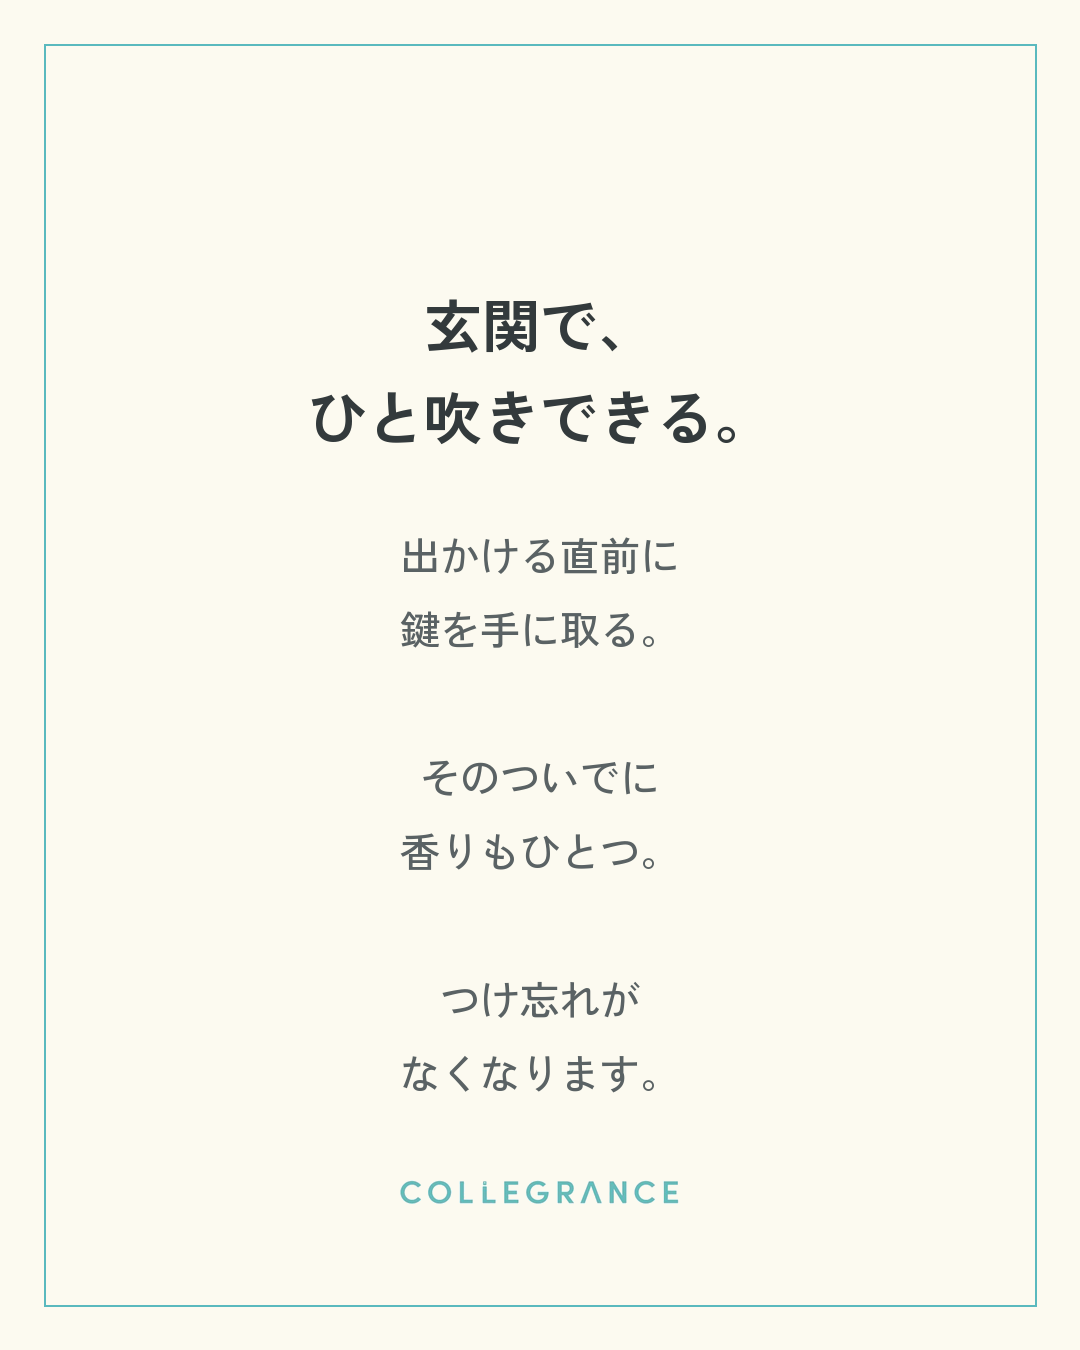 玄関で、
ひと吹きできる。
出かける直前に
鍵を手に取る。
そのついでに
香りもひとつ。
つけ忘れが
なくなります。
COLLEGRANCE